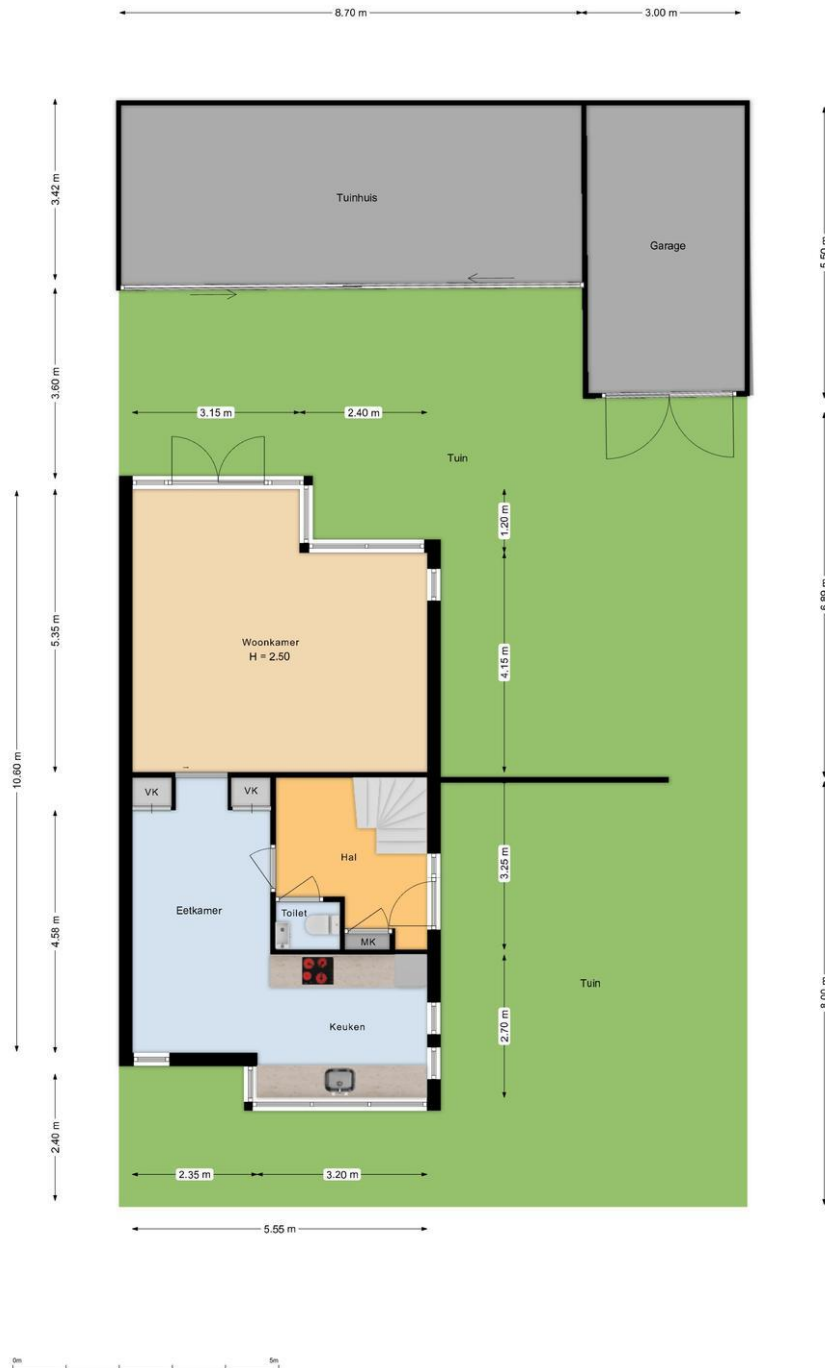 8.70 m
3.00 m
3.42 m
Tuinhuis
Garage
3.60 m
3.15 m
2.40 m
Tuin
1.20 m
5.35 m
Woonkamer
H = 2.50
4.15 m
10.60 m
VK
VK
Hal
3.25 m
Eetkamer
Toilet
4.58 m
MK
Tuin
Keuken
2.70 m
2.40 m
2.35 m
3.20 m
5.55 m
0m
5m